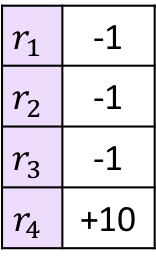 r₁ -1
r₂ -1
r₃ -1
r₄ +10